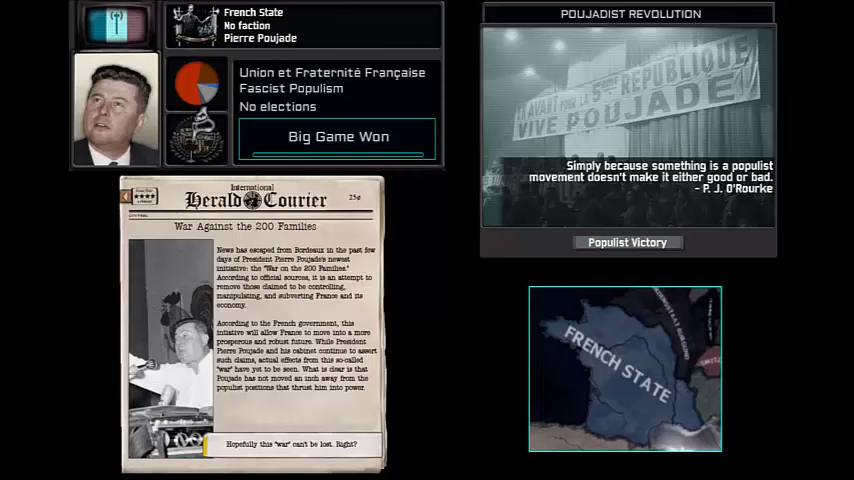 French State
No faction
Pierre Poujade
Union et Fraternité Française
Fascist Populism
No elections
Big Game Won
International
Herald Courier
25¢
War Against the 200 Families
News has escaped from Bordeaux in the past few
days of President Pierre Poujade's newest
initiative: the "War on the 200 Families."
According to official sources, it is an attempt to
remove those claimed to be controlling,
manipulating, and subverting France and its
economy.
According to the French government, this
intiative will allow France to move into a more
prosperous and robust future. While President
Pierre Poujade and his cabinet continue to assert
such claims, actual effects from this so-called
"war" have yet to be seen. What is clear is that
Poujade has not moved an inch away from the
populist positions that thrust him into power.
Hopefully this "war" can't be lost. Right?
POUJADIST REVOLUTION
EN AVANT POUR LA 5ème REPUBLIQUE
VIVE POUJADE
Simply because something is a populist
movement doesn't make it either good or bad.
- P. J. O'Rourke
Populist Victory
FRENCH STATE